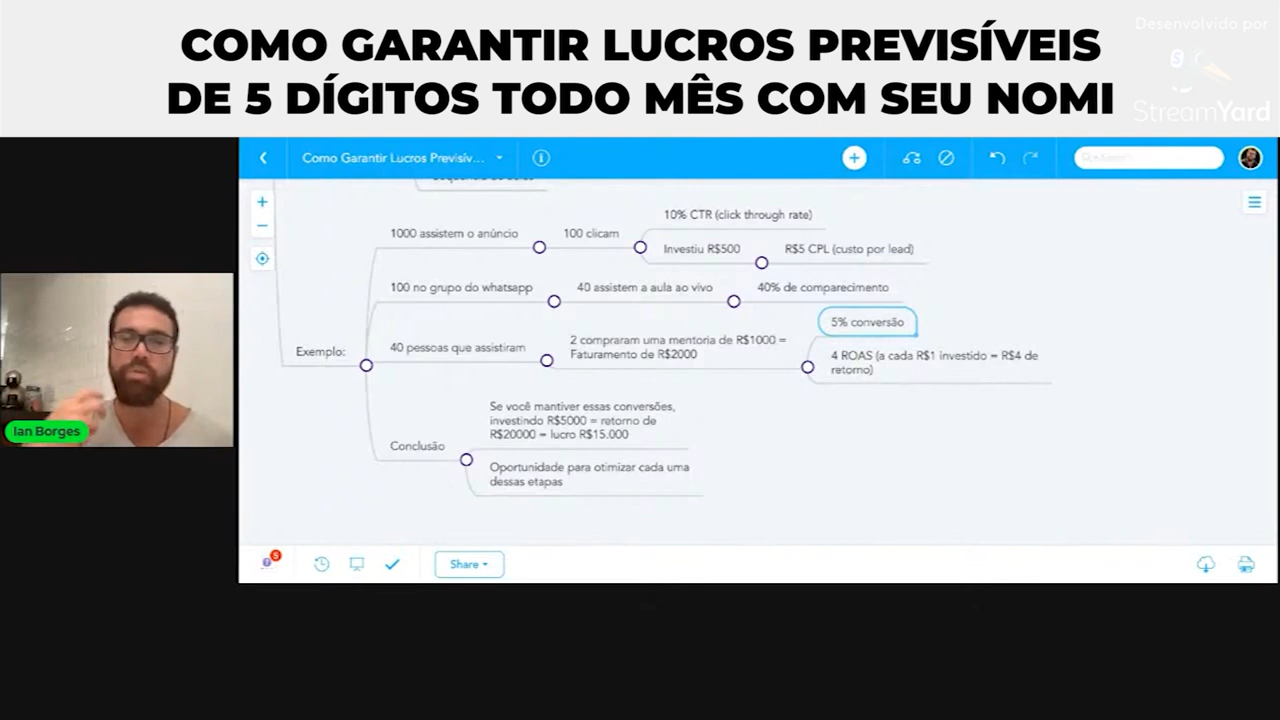 COMO GARANTIR LUCROS PREVISÍVEIS
DE 5 DÍGITOS TODO MÊS COM SEU NOMI
Desenvolvido por
StreamYard
Como Garantir Lucros Previsív...
1000 assistem o anúncio
100 clicam
10% CTR (click through rate)
Investiu R$500
R$5 CPL (custo por lead)
100 no grupo do whatsapp
40 assistem a aula ao vivo
40% de comparecimento
Exemplo:
40 pessoas que assistiram
2 compraram uma mentoria de R$1000 =
Faturamento de R$2000
5% conversão
4 ROAS (a cada R$1 investido = R$4 de
retorno)
Conclusão
Se você mantiver essas conversões,
investindo R$5000 = retorno de
R$20000 = lucro R$15.000
Oportunidade para otimizar cada uma
dessas etapas
Ian Borges
5
Share